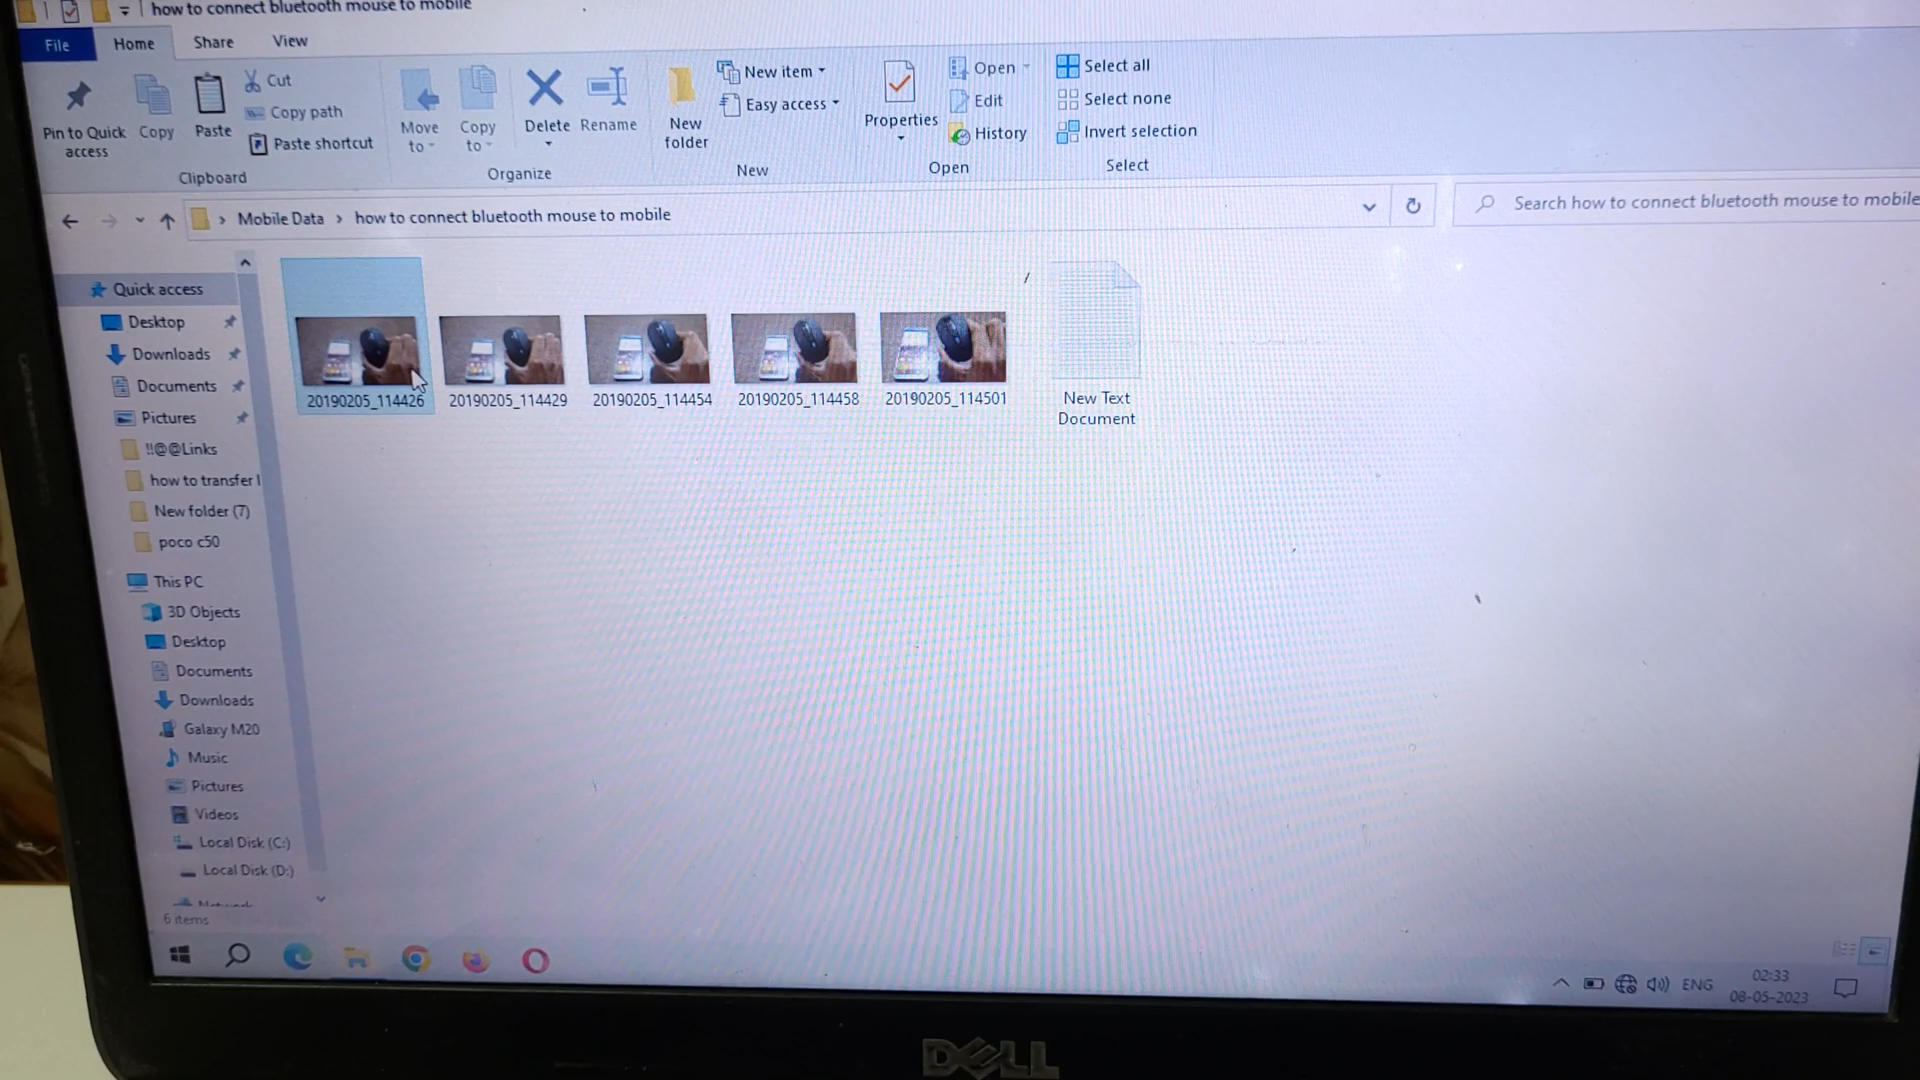 how to connect bluetooth mouse to mobile
File Home Share View
Pin to Quick access
Copy
Paste
Cut
Copy path
Paste shortcut
Clipboard
Move to
Copy to
Delete
Rename
Organize
New folder
New item
Easy access
New
Properties
Open
Edit
History
Open
Select all
Select none
Invert selection
Select
Mobile Data > how to connect bluetooth mouse to mobile
Search how to connect bluetooth mouse to mobile
Quick access
Desktop
Downloads
Documents
Pictures
!!@@Links
how to transfer l
New folder (7)
poco c50
This PC
3D Objects
Desktop
Documents
Downloads
Galaxy M20
Music
Pictures
Videos
Local Disk (C:)
Local Disk (D:)
6 items
20190205_114426
20190205_114429
20190205_114454
20190205_114458
20190205_114501
New Text
Document
ENG
02:33
08-05-2023
DELL